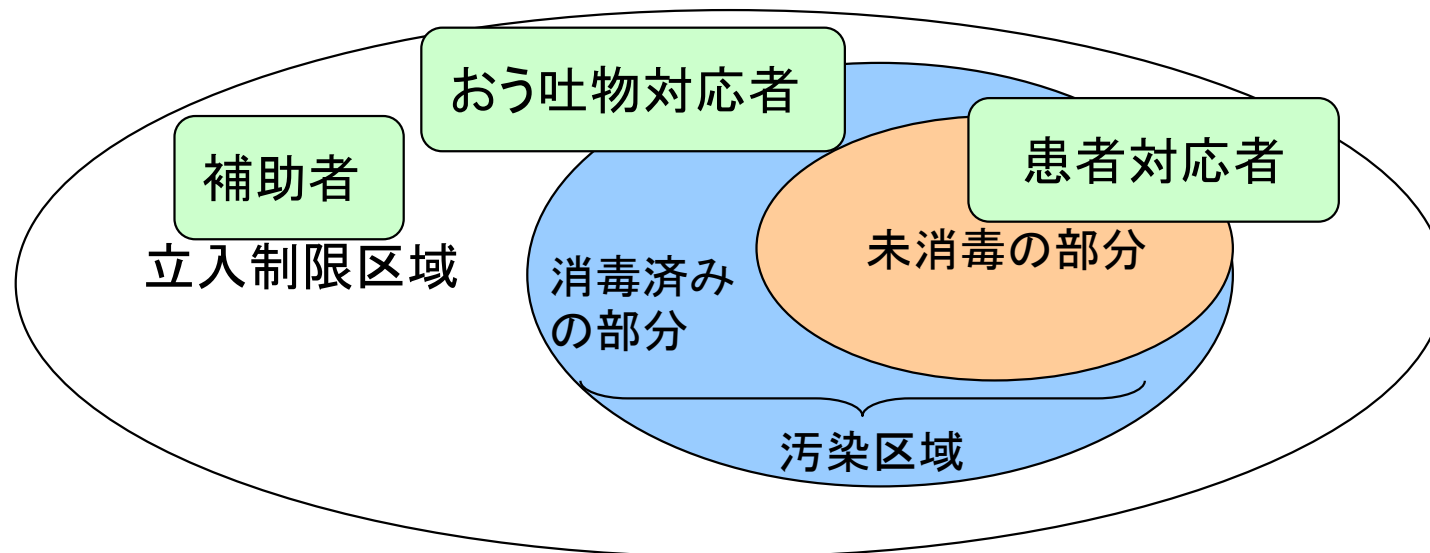 おう吐物対応者
患者対応者
補助者
立入制限区域
未消毒の部分
消毒済み
の部分
汚染区域